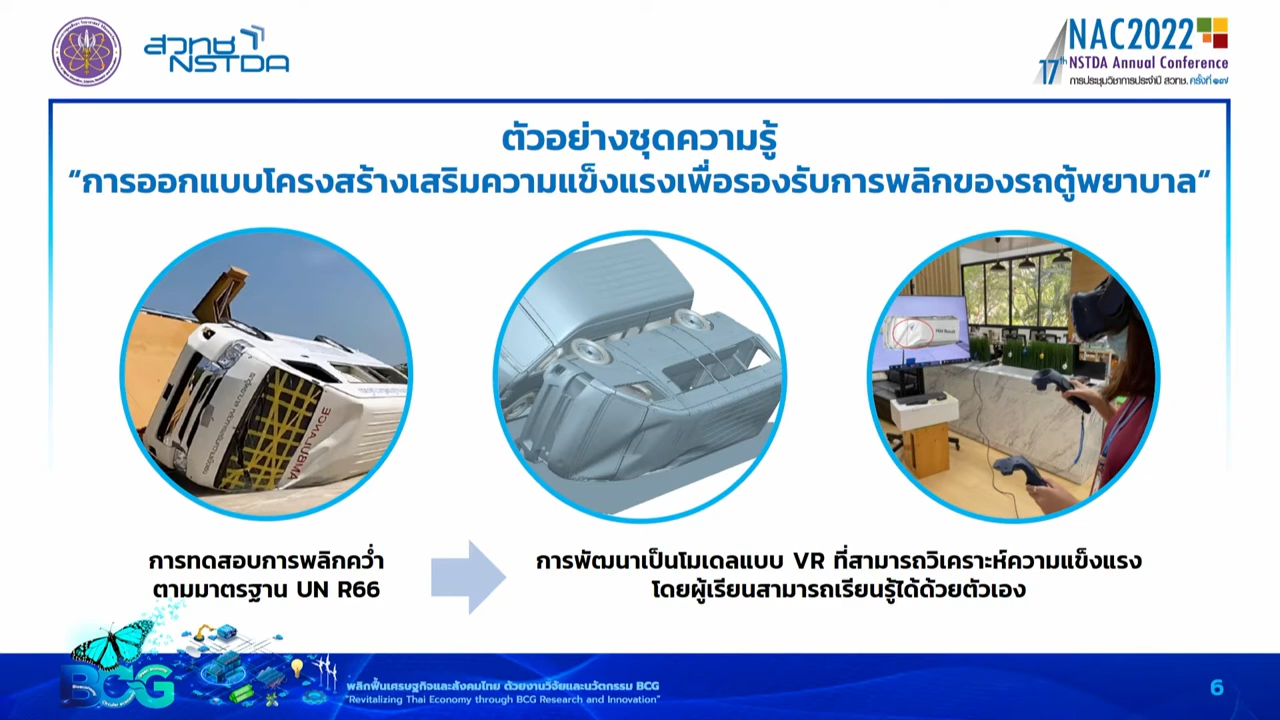 สวทช
NSTDA
NAC2022
17th NSTDA Annual Conference
การประชุมวิชาการประจำปี สวทช. ครั้งที่ ๑๗
ตัวอย่างชุดความรู้
“การออกแบบโครงสร้างเสริมความแข็งแรงเพื่อรองรับการพลิกของรถตู้พยาบาล“
AMBULANCE
การทดสอบการพลิกคว่ำ
ตามมาตรฐาน UN R66
การพัฒนาเป็นโมเดลแบบ VR ที่สามารถวิเคราะห์ความแข็งแรง
โดยผู้เรียนสามารถเรียนรู้ได้ด้วยตัวเอง
BCG
พลิกฟื้นเศรษฐกิจและสังคมไทย ด้วยงานวิจัยและนวัตกรรม BCG
"Revitalizing Thai Economy through BCG Research and Innovation"
6